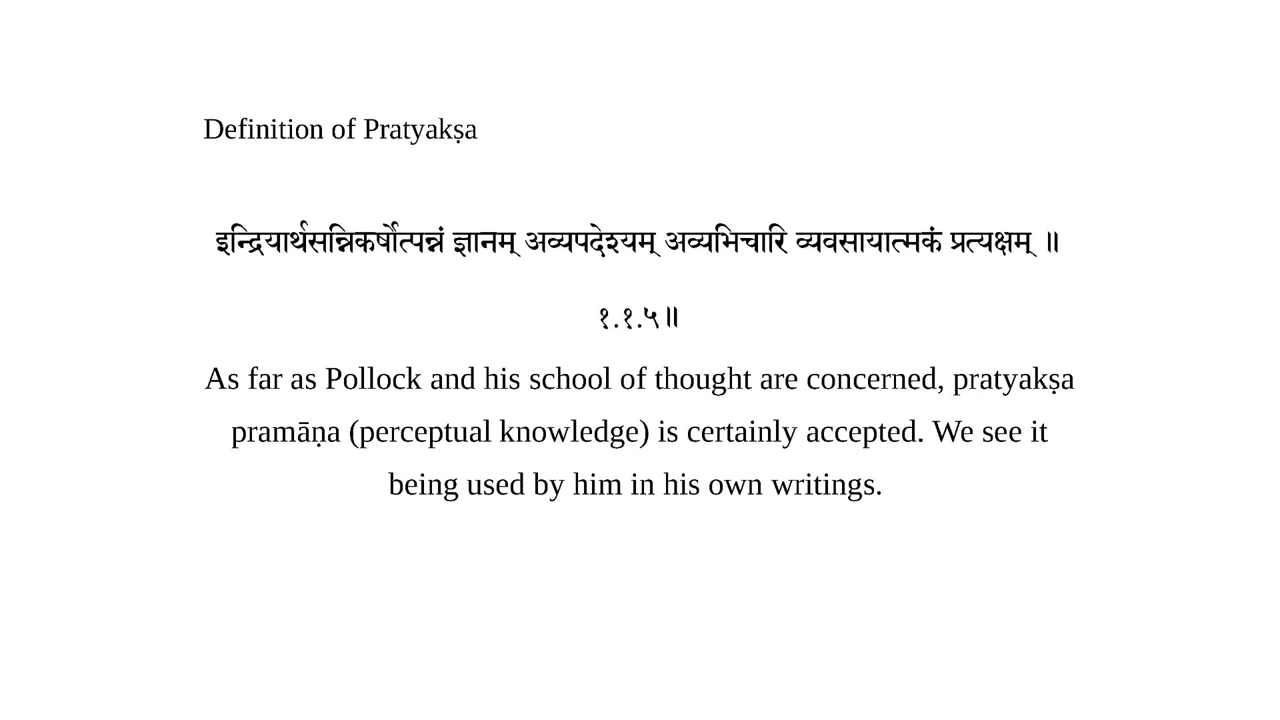 Definition of Pratyakṣa
इन्द्रियार्थसन्निकर्षोत्पन्नं ज्ञानम् अव्यपदेश्यम् अव्यभिचारि व्यवसायात्मकं प्रत्यक्षम् ॥
१.१.५॥
As far as Pollock and his school of thought are concerned, pratyakṣa
pramāṇa (perceptual knowledge) is certainly accepted. We see it
being used by him in his own writings.